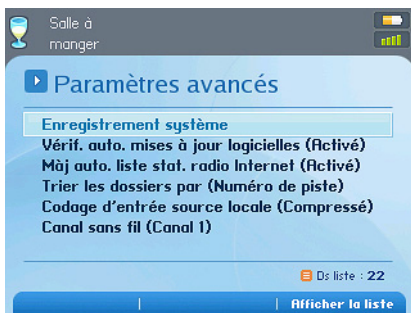 Salle à
manger
Paramètres avancés
Enregistrement système
Vérif. auto. mises à jour logicielles (Activé)
Màj auto. liste stat. radio Internet (Activé)
Trier les dossiers par (Numéro de piste)
Codage d'entrée source locale (Compressé)
Canal sans fil (Canal 1)
Ds liste : 22
Afficher la liste